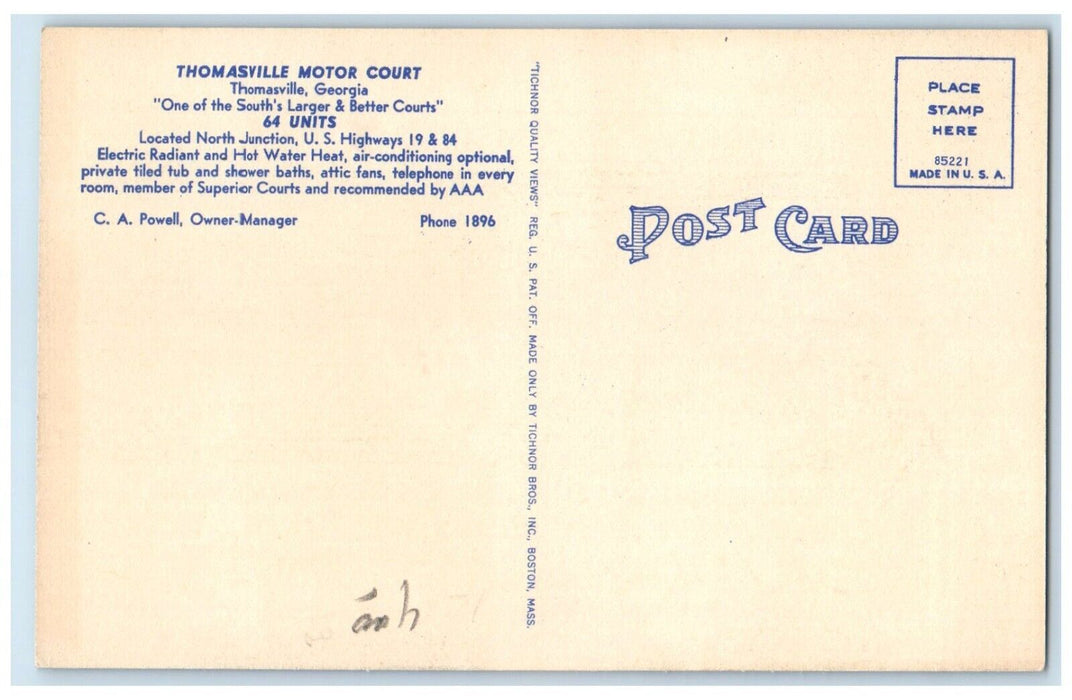 THOMASVILLE MOTOR COURT
Thomasville, Georgia
"One of the South's Larger & Better Courts"
64 UNITS
Located North Junction, U. S. Highways 19 & 84
Electric Radiant and Hot Water Heat, air-conditioning optional,
private tiled tub and shower baths, attic fans, telephone in every
room, member of Superior Courts and recommended by AAA
C. A. Powell, Owner-Manager Phone 1896
"TICHNOR QUALITY VIEWS" REG. U. S. PAT. OFF. MADE ONLY BY TICHNOR BROS., INC., BOSTON, MASS.
POST CARD
PLACE
STAMP
HERE
85221
MADE IN U. S. A.